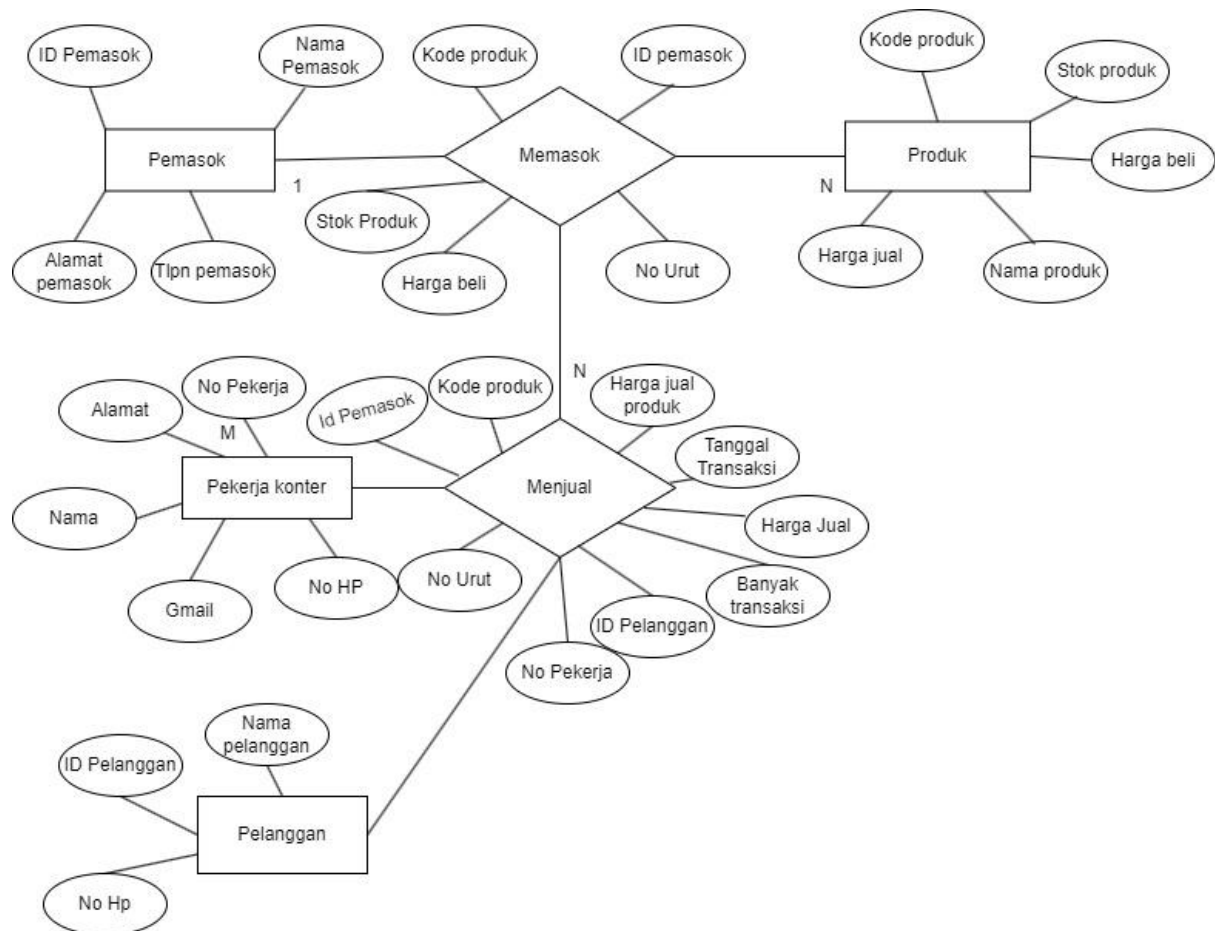 ID Pemasok
Nama
Pemasok
Kode produk
ID pemasok
Kode produk
Stok produk
Pemasok
Memasok
Produk
Harga beli
1
N
Stok Produk
Alamat
pemasok
Tlpn pemasok
Harga beli
No Urut
Harga jual
Nama produk
N
No Pekerja
Alamat
M
Id Pemasok
Kode produk
Harga jual
produk
Tanggal
Transaksi
Pekerja konter
Menjual
Nama
Harga Jual
Gmail
No HP
No Urut
Banyak
transaksi
ID Pelanggan
No Pekerja
Nama
pelanggan
ID Pelanggan
Pelanggan
No Hp